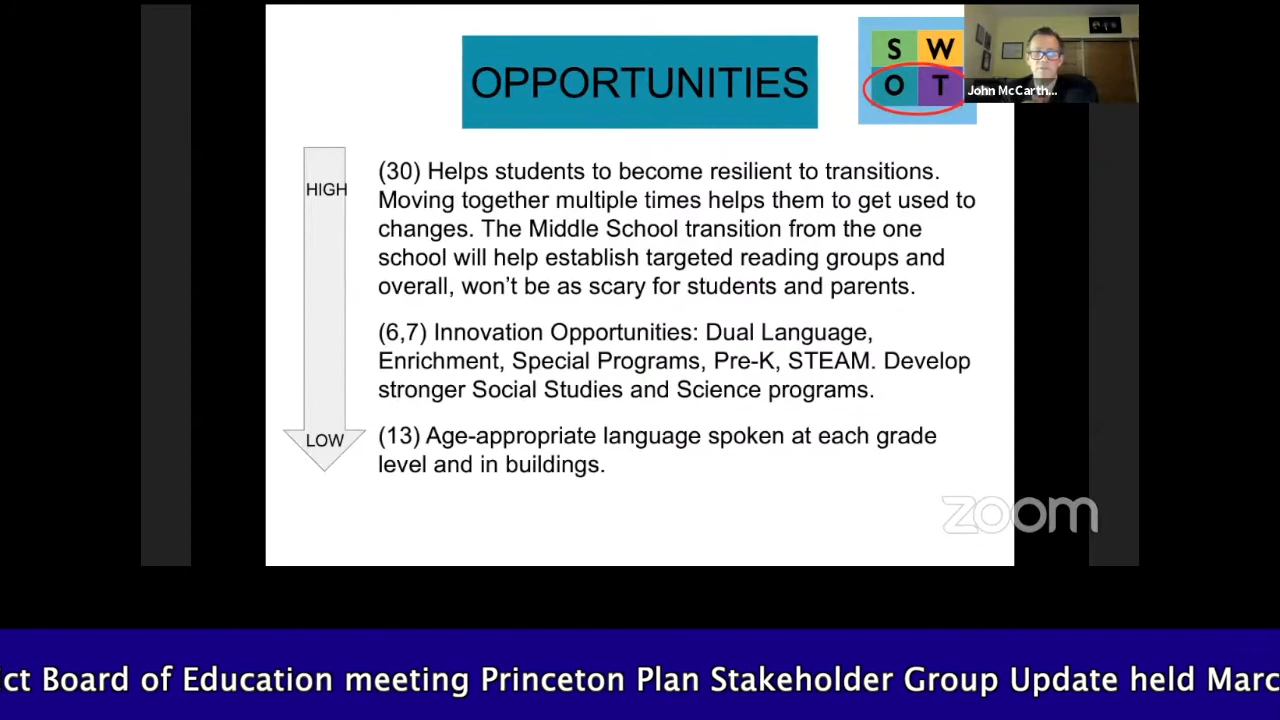 OPPORTUNITIES
S W
O T
John McCarth...
HIGH
(30) Helps students to become resilient to transitions.
Moving together multiple times helps them to get used to
changes. The Middle School transition from the one
school will help establish targeted reading groups and
overall, won't be as scary for students and parents.
(6,7) Innovation Opportunities: Dual Language,
Enrichment, Special Programs, Pre-K, STEAM. Develop
stronger Social Studies and Science programs.
LOW
(13) Age-appropriate language spoken at each grade
level and in buildings.
zoom
ict Board of Education meeting Princeton Plan Stakeholder Group Update held Marc